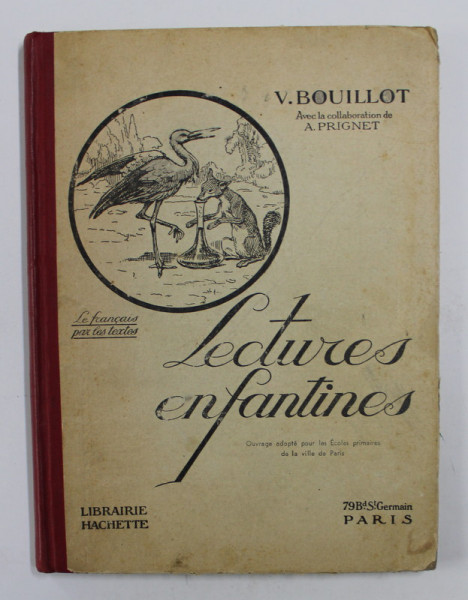 V. BOUILLOT
Avec la collaboration de
A. PRIGNET
Le français
par les textes
Lectures
enfantines
Ouvrage adopté pour les Écoles primaires
de la ville de Paris
LIBRAIRIE
HACHETTE
79 Bd St Germain
PARIS